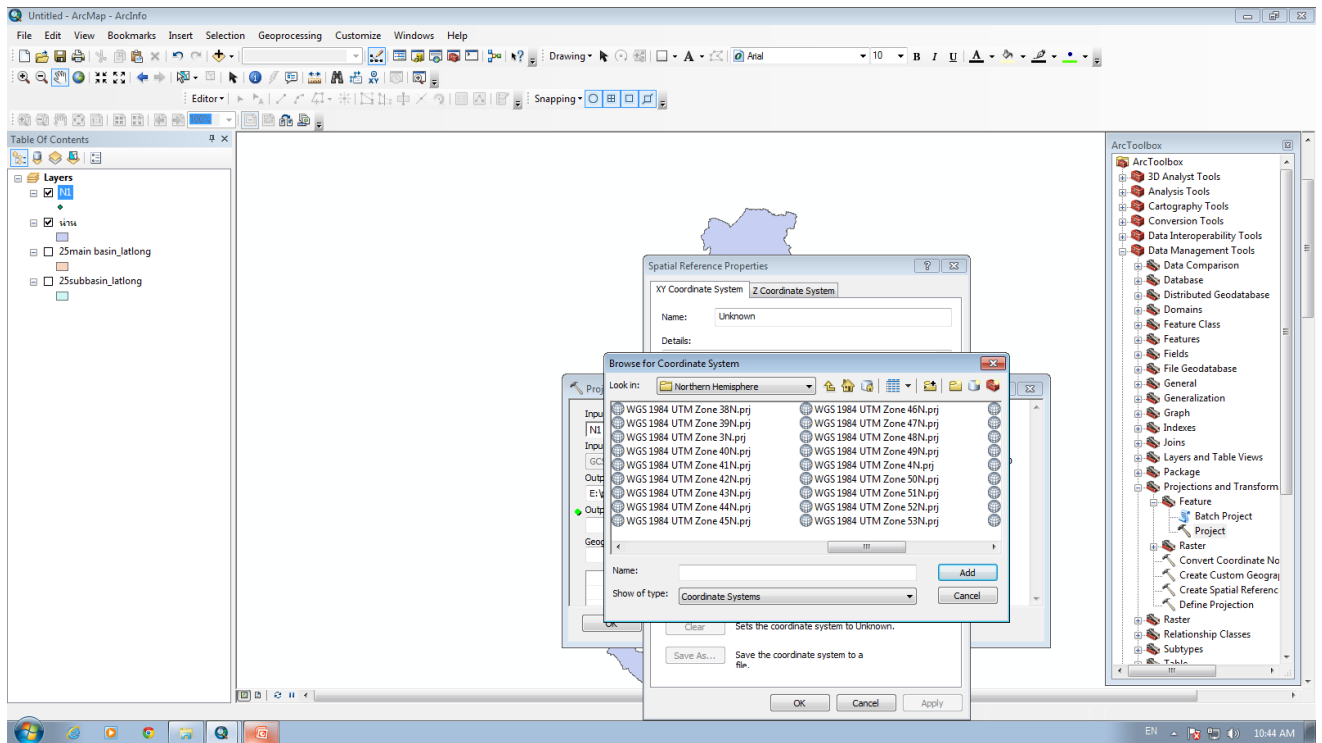 Untitled - ArcMap - ArcInfo
File Edit View Bookmarks Insert Selection Geoprocessing Customize Windows Help
Drawing Arial 10 B I U A
Editor Snapping
100%
Table Of Contents
Layers
N1
น่าน
25main basin_latlong
25subbasin_latlong
Spatial Reference Properties
XY Coordinate System Z Coordinate System
Name: Unknown
Details:
Browse for Coordinate System
Look in: Northern Hemisphere
WGS 1984 UTM Zone 38N.prj WGS 1984 UTM Zone 46N.prj
WGS 1984 UTM Zone 39N.prj WGS 1984 UTM Zone 47N.prj
WGS 1984 UTM Zone 3N.prj WGS 1984 UTM Zone 48N.prj
WGS 1984 UTM Zone 40N.prj WGS 1984 UTM Zone 49N.prj
WGS 1984 UTM Zone 41N.prj WGS 1984 UTM Zone 4N.prj
WGS 1984 UTM Zone 42N.prj WGS 1984 UTM Zone 50N.prj
WGS 1984 UTM Zone 43N.prj WGS 1984 UTM Zone 51N.prj
WGS 1984 UTM Zone 44N.prj WGS 1984 UTM Zone 52N.prj
WGS 1984 UTM Zone 45N.prj WGS 1984 UTM Zone 53N.prj
Name: Add
Show of type: Coordinate Systems Cancel
Proj
Inpu
N1
Inpu
GCS
Outp
E:\
Outp
Geog
OK
Clear Sets the coordinate system to Unknown.
Save As... Save the coordinate system to a
file.
OK Cancel Apply
ArcToolbox
ArcToolbox
3D Analyst Tools
Analysis Tools
Cartography Tools
Conversion Tools
Data Interoperability Tools
Data Management Tools
Data Comparison
Database
Distributed Geodatabase
Domains
Feature Class
Features
Fields
File Geodatabase
General
Generalization
Graph
Indexes
Joins
Layers and Table Views
Package
Projections and Transform
Feature
Batch Project
Project
Raster
Convert Coordinate No
Create Custom Geograp
Create Spatial Referenc
Define Projection
Raster
Relationship Classes
Subtypes
Table
EN 10:44 AM